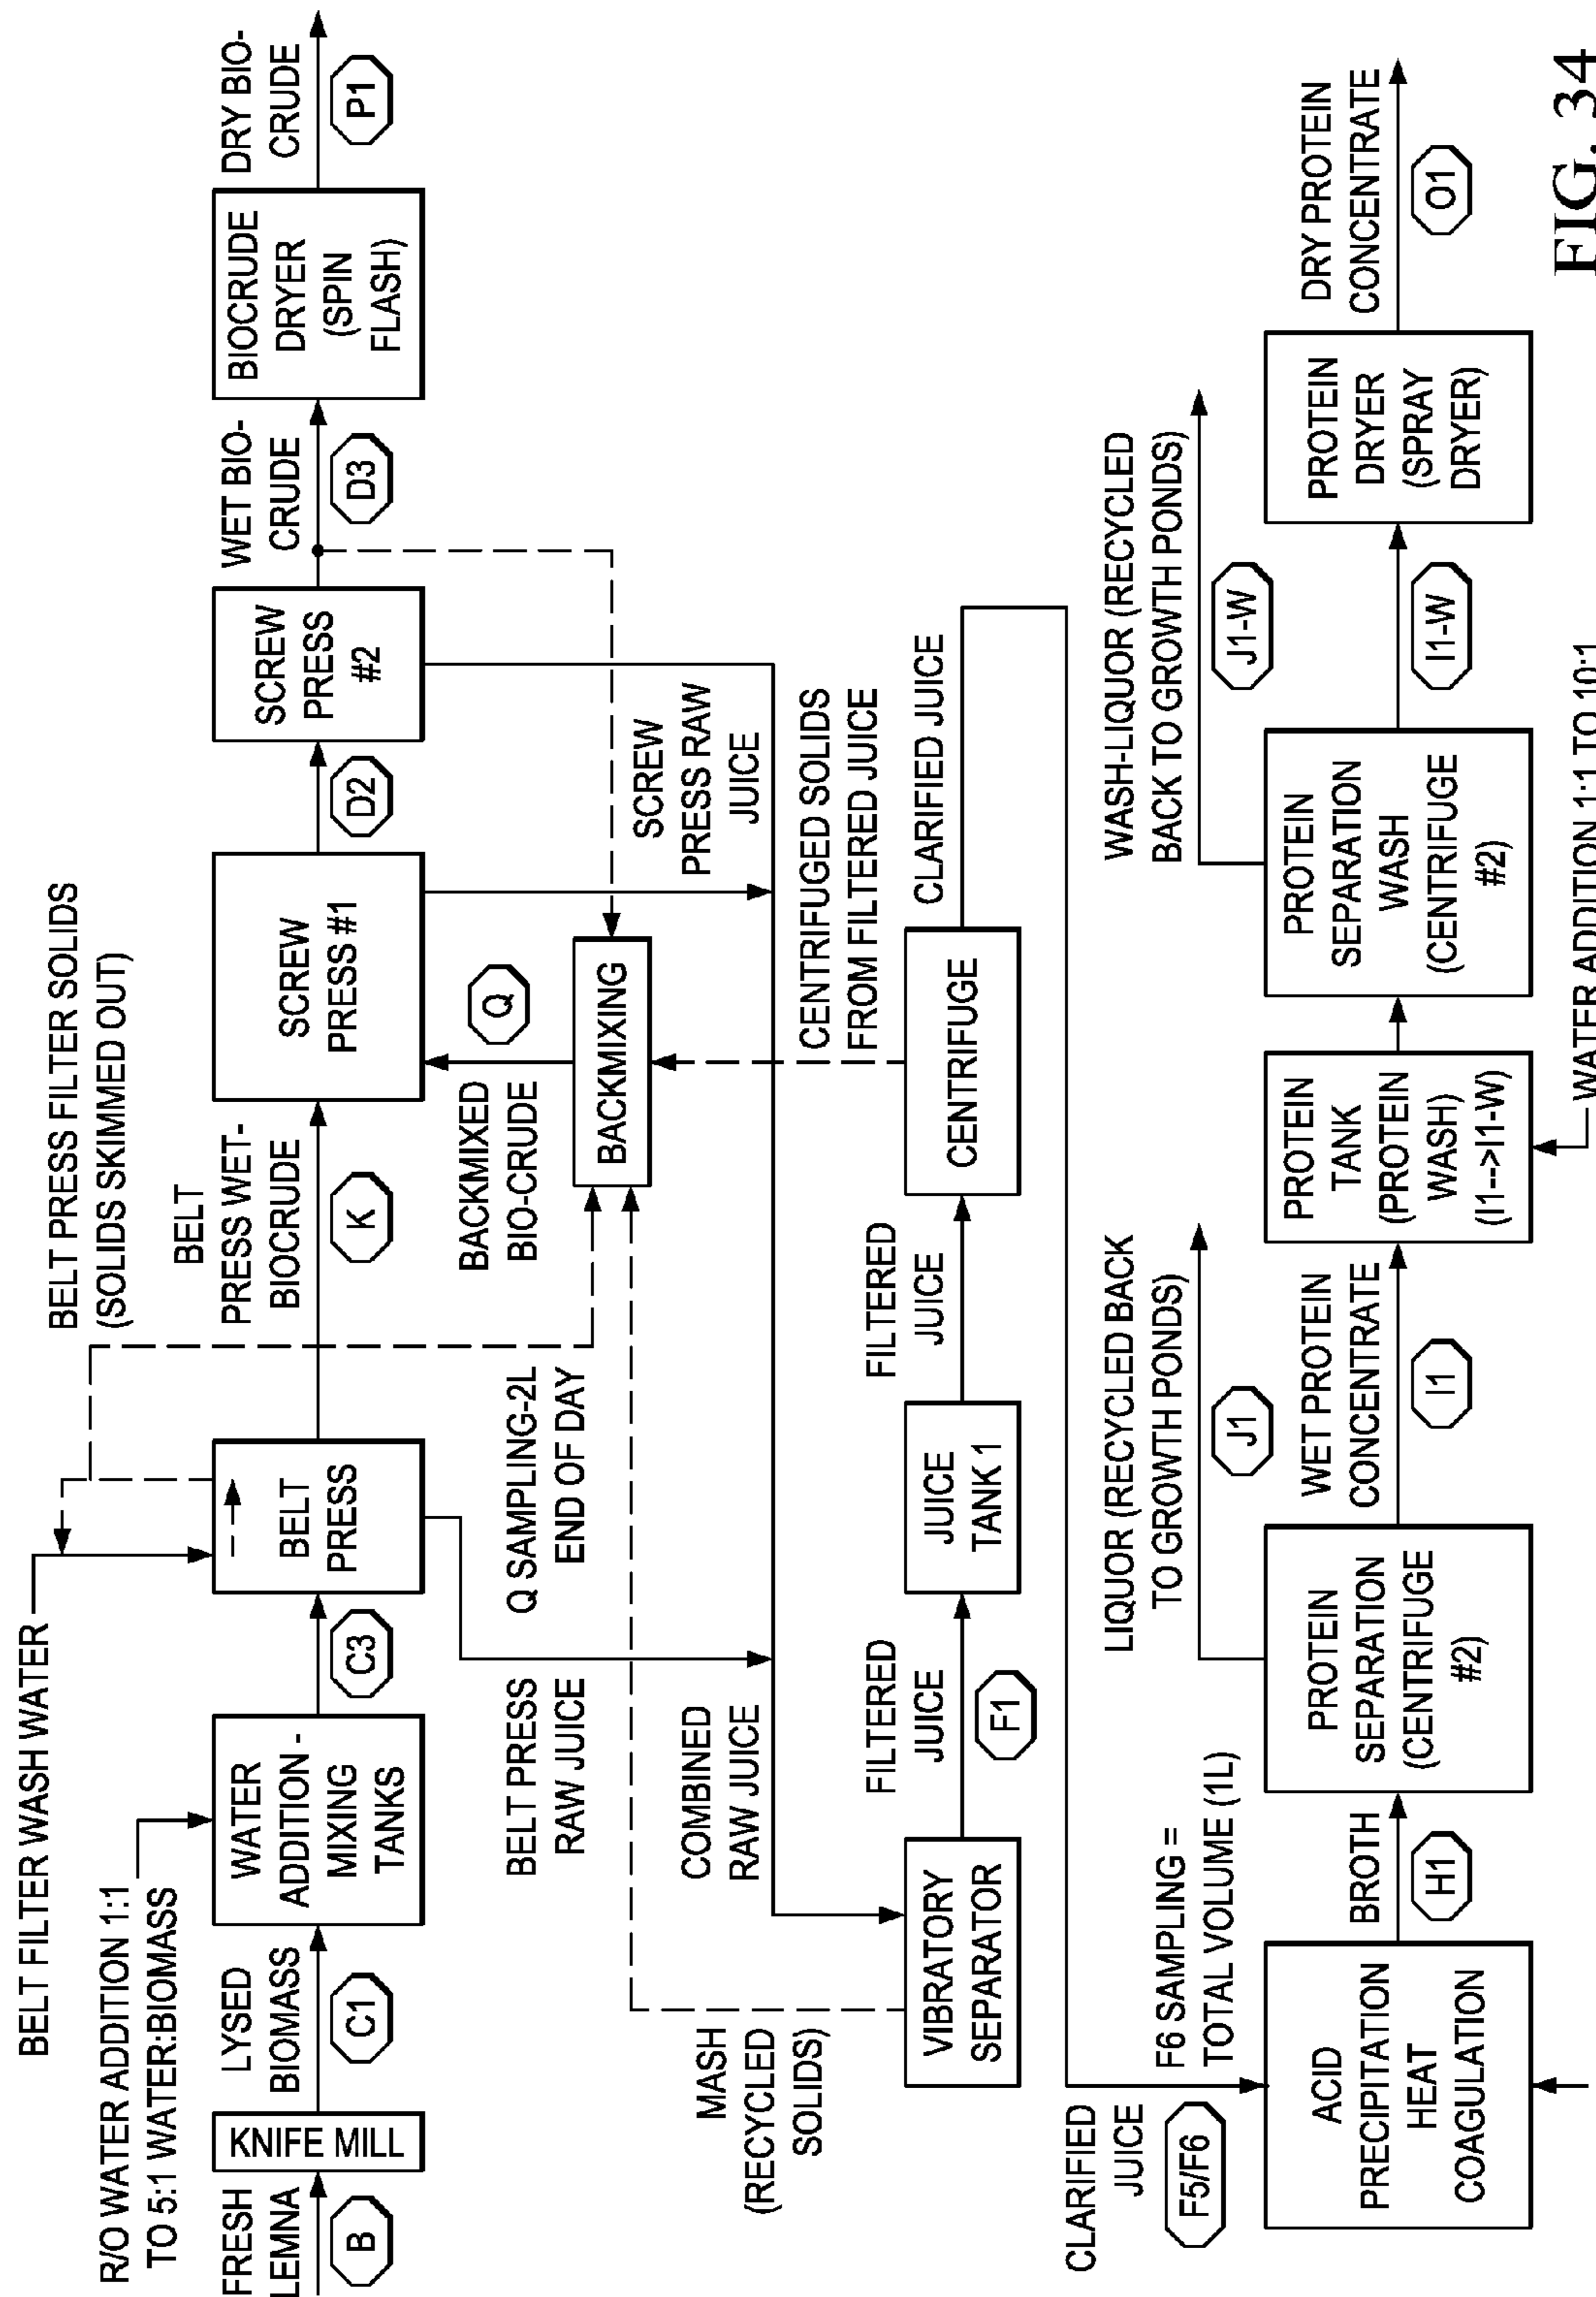 BELT FILTER WASH WATER
BELT PRESS FILTER SOLIDS
(SOLIDS SKIMMED OUT)
R/O WATER ADDITION 1:1
TO 5:1 WATER:BIOMASS
FRESH
LEMNA
B
KNIFE MILL
LYSED
BIOMASS
C1
WATER
ADDITION -
MIXING
TANKS
C3
BELT
PRESS
BELT
PRESS WET-
BIOCRUDE
K
SCREW
PRESS #1
D2
SCREW
PRESS
#2
WET BIO-
CRUDE
D3
BIOCRUDE
DRYER
(SPIN
FLASH)
DRY BIO-
CRUDE
P1
BELT PRESS
RAW JUICE
Q SAMPLING-2L
END OF DAY
BACKMIXED
BIO-CRUDE
Q
BACKMIXING
SCREW
PRESS RAW
JUICE
COMBINED
RAW JUICE
MASH
(RECYCLED
SOLIDS)
CENTRIFUGED SOLIDS
FROM FILTERED JUICE
VIBRATORY
SEPARATOR
FILTERED
JUICE
F1
JUICE
TANK 1
FILTERED
JUICE
CENTRIFUGE
CLARIFIED JUICE
CLARIFIED
JUICE
F5/F6
F6 SAMPLING =
TOTAL VOLUME (1L)
ACID
PRECIPITATION
HEAT
COAGULATION
BROTH
H1
PROTEIN
SEPARATION
(CENTRIFUGE
#2)
LIQUOR (RECYCLED BACK
TO GROWTH PONDS)
J1
WET PROTEIN
CONCENTRATE
I1
PROTEIN
TANK
(PROTEIN
WASH)
(I1-->I1-W)
WATER ADDITION 1:1 TO 10:1
PROTEIN
SEPARATION
WASH
(CENTRIFUGE
#2)
WASH-LIQUOR (RECYCLED
BACK TO GROWTH PONDS)
J1-W
I1-W
PROTEIN
DRYER
(SPRAY
DRYER)
DRY PROTEIN
CONCENTRATE
O1
FIG. 34